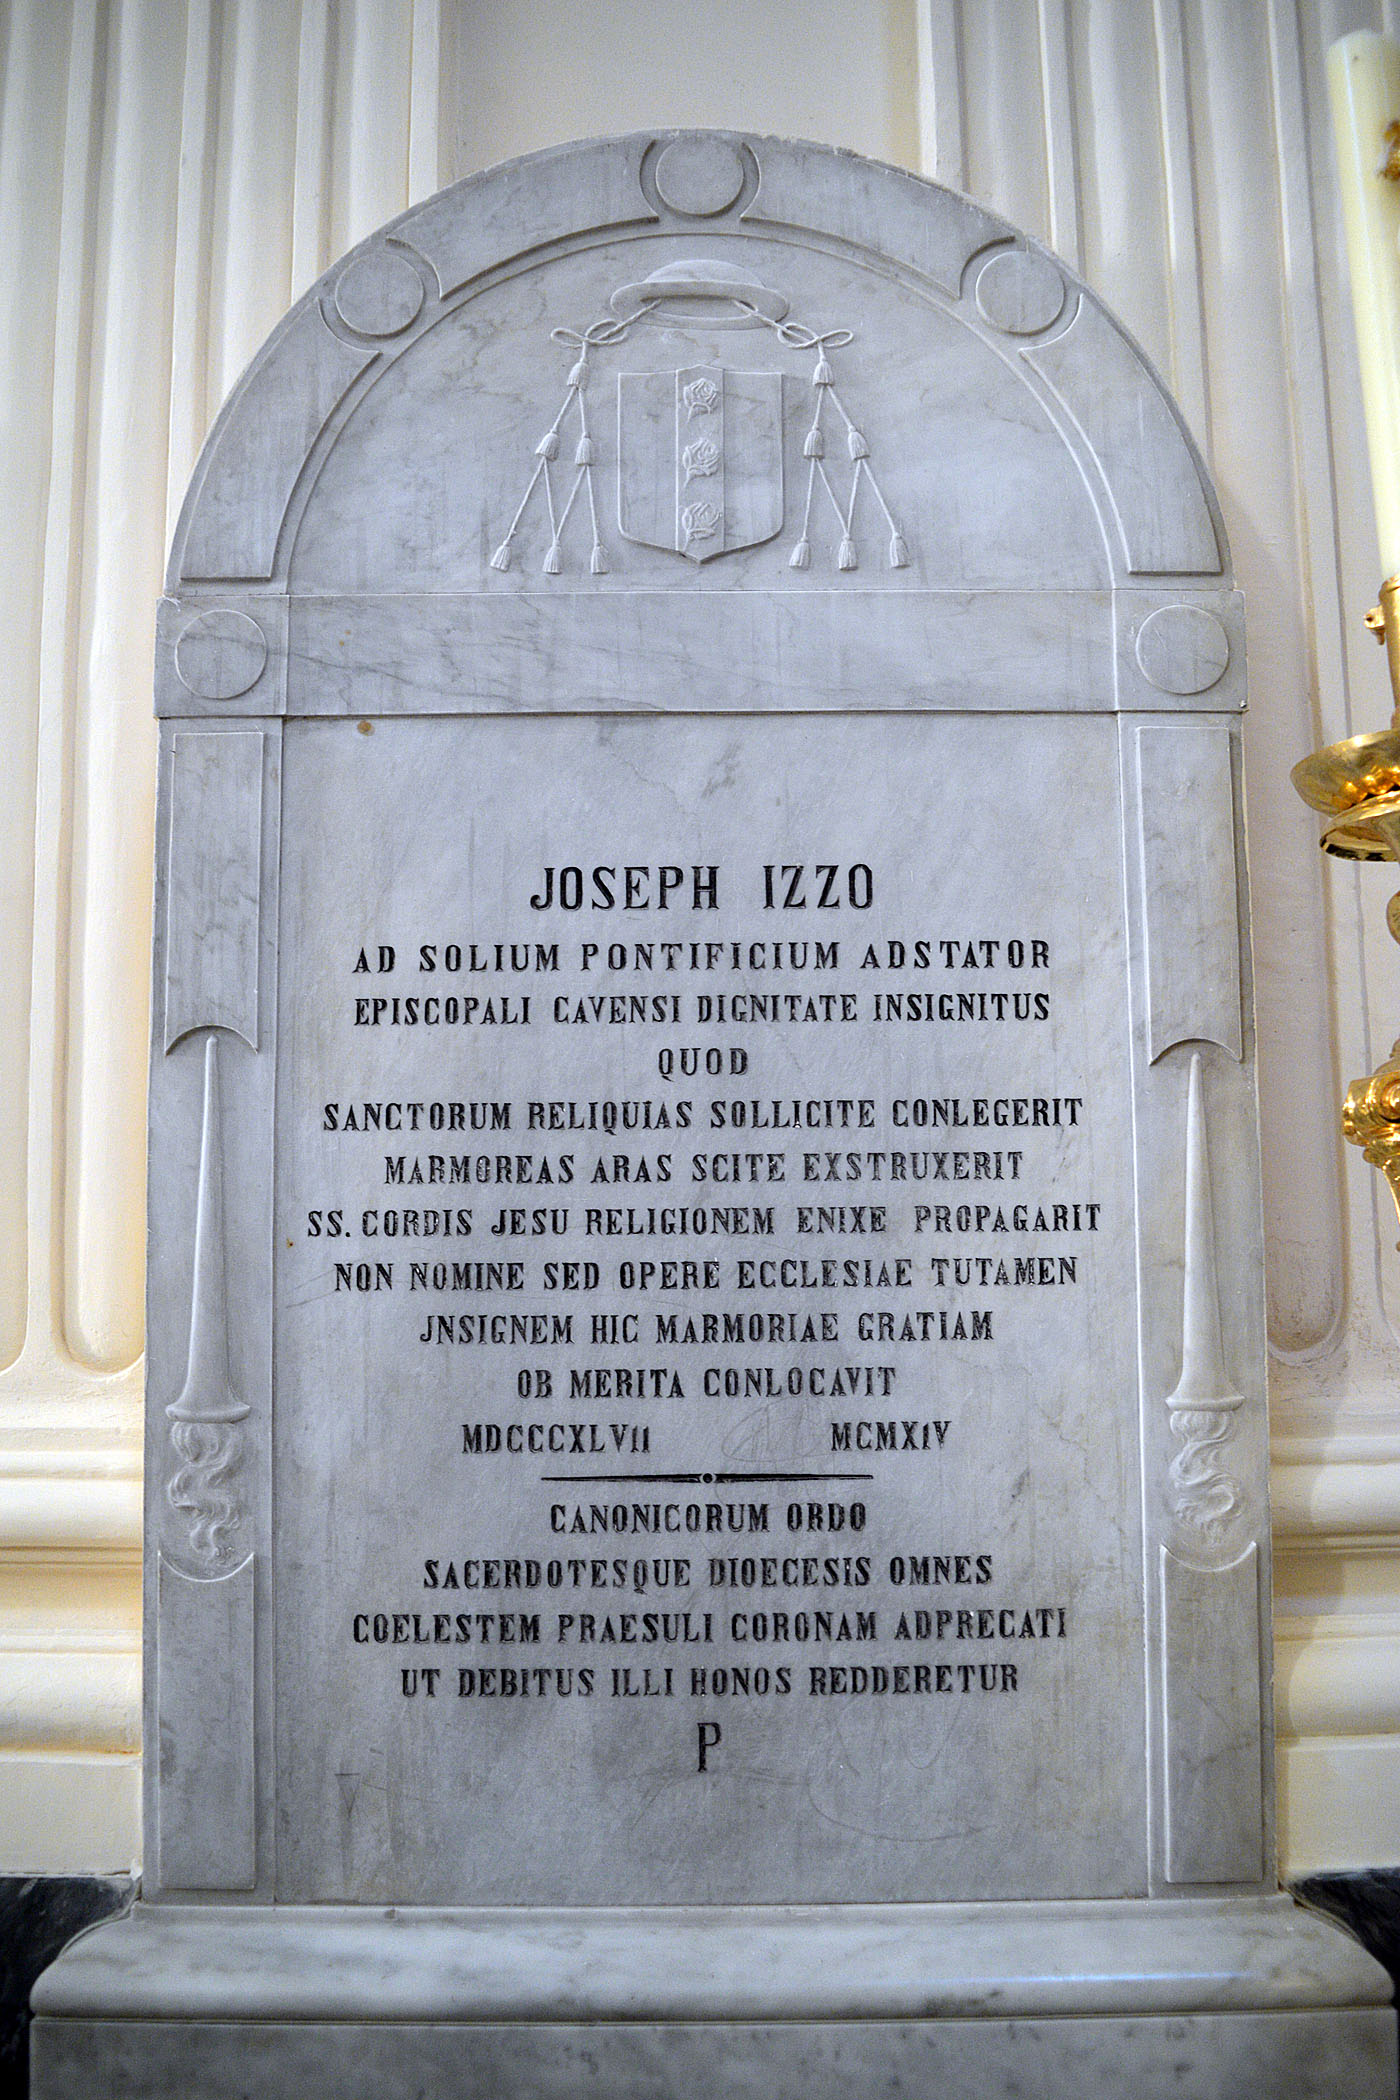 JOSEPH IZZO
AD SOLIUM PONTIFICIUM ADSTATOR
EPISCOPALI CAVENSI DIGNITATE INSIGNITUS
QUOD
SANCTORUM RELIQUIAS SOLLICITE CONLEGERIT
MARMOREAS ARAS SCITE EXSTRUXERIT
SS. CORDIS JESU RELIGIONEM ENIXE PROPAGARIT
NON NOMINE SED OPERE ECCLESIAE TUTAMEN
JNSIGNEM HIC MARMORIAE GRATIAM
OB MERITA CONLOCAVIT
MDCCCXLVII MCMXIV
CANONICORUM ORDO
SACERDOTESQUE DIOECESIS OMNES
COELESTEM PRAESULI CORONAM ADPRECATI
UT DEBITUS ILLI HONOS REDDERETUR
P